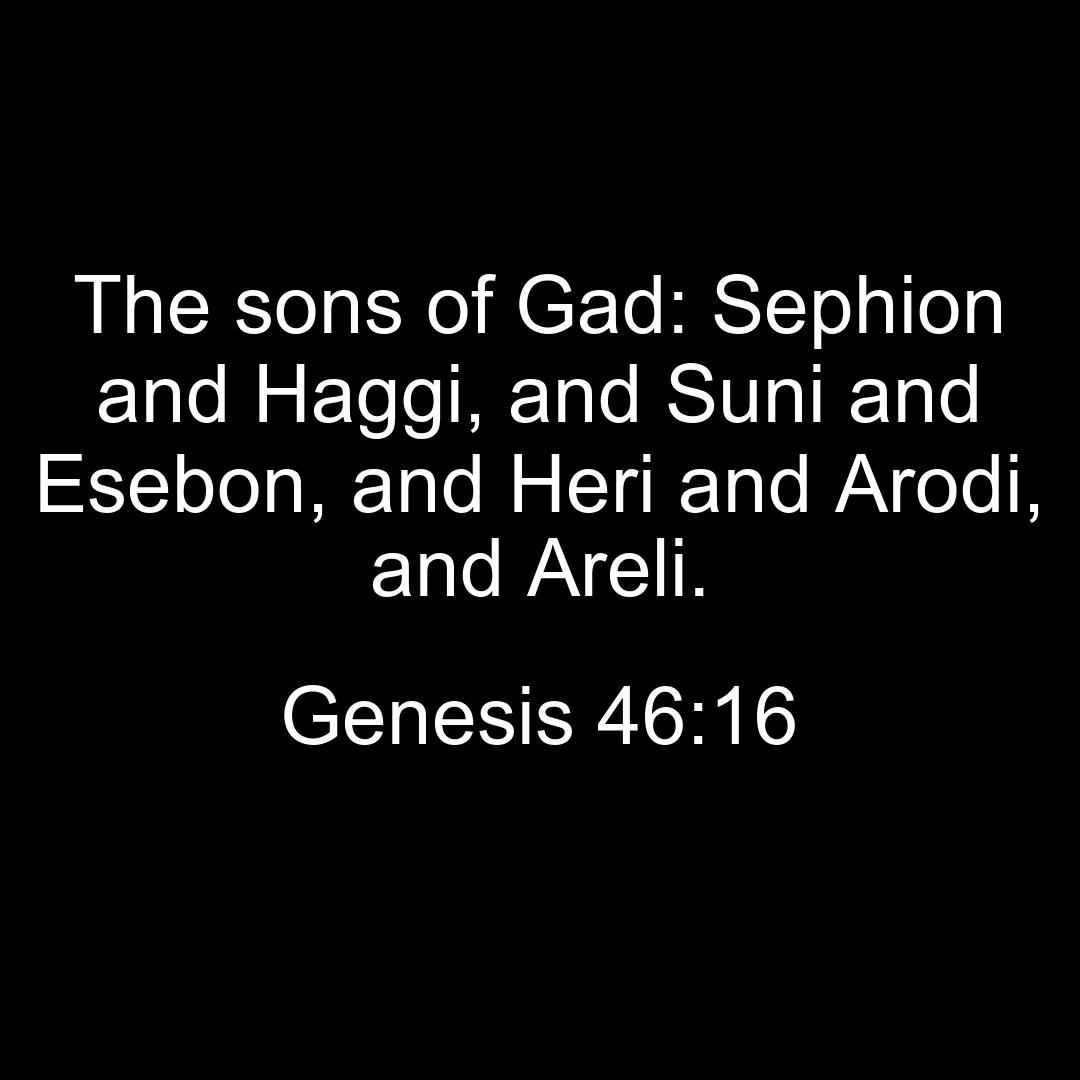 The sons of Gad: Sephion
and Haggi, and Suni and
Esebon, and Heri and Arodi,
and Areli.
Genesis 46:16